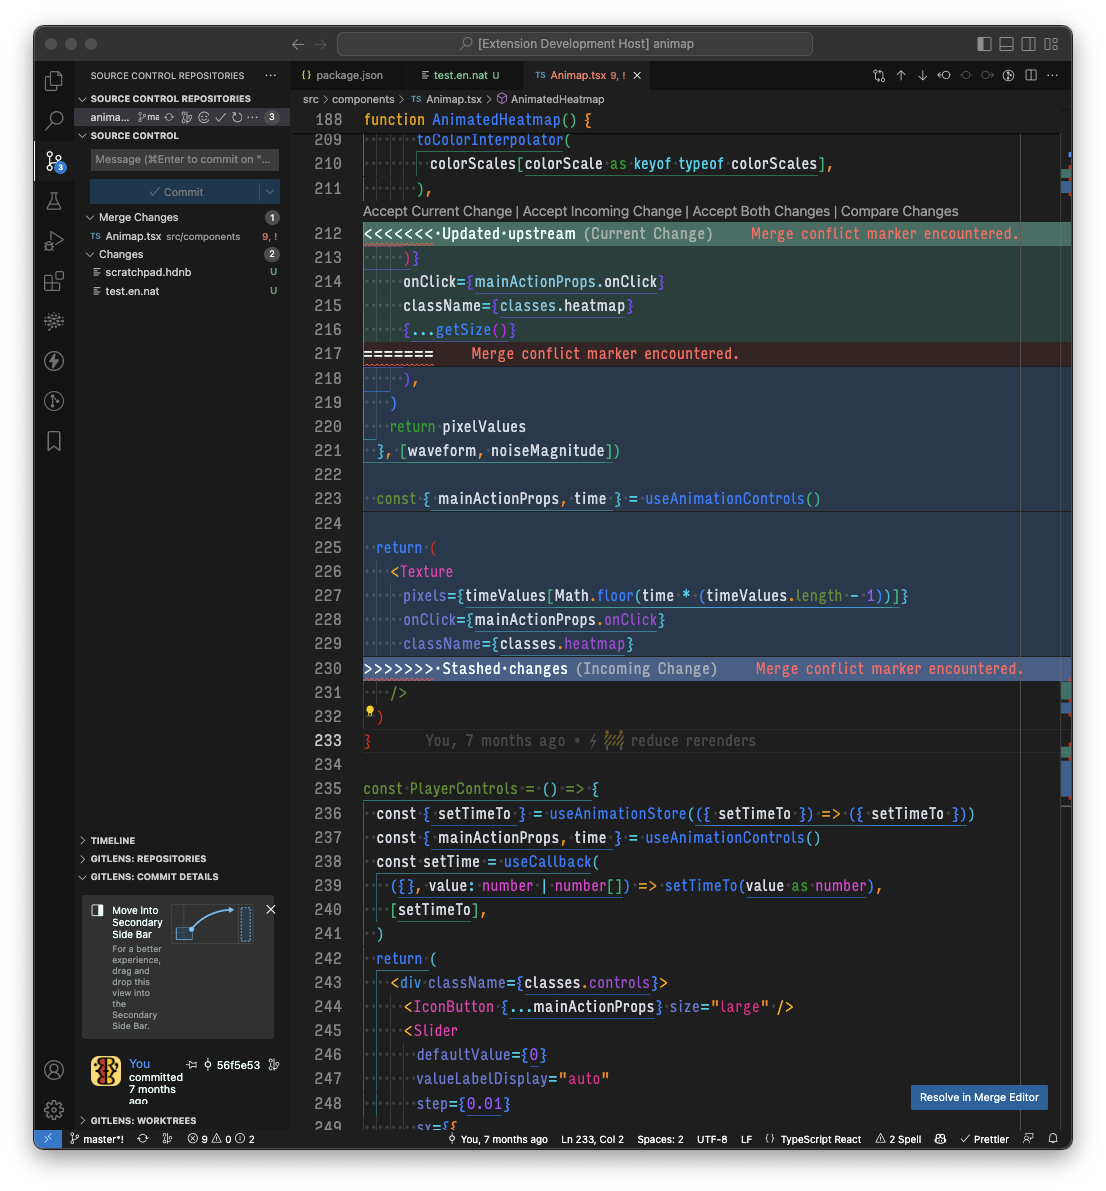 [Extension Development Host] animap
SOURCE CONTROL REPOSITORIES
SOURCE CONTROL REPOSITORIES
anima... ma 3
SOURCE CONTROL
Message (⌘Enter to commit on "...
Commit
Merge Changes 1
TS Animap.tsx src/components 9, !
Changes 2
scratchpad.hdnb U
test.en.nat U
TIMELINE
GITLENS: REPOSITORIES
GITLENS: COMMIT DETAILS
Move Into
Secondary
Side Bar
For a better
experience,
drag and
drop this
view into
the
Secondary
Side Bar.
You 56f5e53
committed
7 months
ago
GITLENS: WORKTREES
package.json
test.en.nat U
TS Animap.tsx 9, !
src > components > TS Animap.tsx > AnimatedHeatmap
188 function AnimatedHeatmap() {
209 toColorInterpolator(
210 colorScales[colorScale as keyof typeof colorScales],
211 ),
Accept Current Change | Accept Incoming Change | Accept Both Changes | Compare Changes
212 <<<<<<< Updated upstream (Current Change) Merge conflict marker encountered.
213 )}
214 onClick={mainActionProps.onClick}
215 className={classes.heatmap}
216 {...getSize()}
217 ======= Merge conflict marker encountered.
218 ),
219 )
220 return pixelValues
221 }, [waveform, noiseMagnitude])
222
223 const { mainActionProps, time } = useAnimationControls()
224
225 return (
226 <Texture
227 pixels={timeValues[Math.floor(time * (timeValues.length - 1))]}
228 onClick={mainActionProps.onClick}
229 className={classes.heatmap}
230 >>>>>>> Stashed changes (Incoming Change) Merge conflict marker encountered.
231 />
232 )
233 } You, 7 months ago • ⚡🚧 reduce rerenders
234
235 const PlayerControls = () => {
236 const { setTimeTo } = useAnimationStore(({ setTimeTo }) => ({ setTimeTo }))
237 const { mainActionProps, time } = useAnimationControls()
238 const setTime = useCallback(
239 ({}, value: number | number[]) => setTimeTo(value as number),
240 [setTimeTo],
241 )
242 return (
243 <div className={classes.controls}>
244 <IconButton {...mainActionProps} size="large" />
245 <Slider
246 defaultValue={0}
247 valueLabelDisplay="auto"
248 step={0.01}
249 sx={{
Resolve in Merge Editor
3
master*! 9 0 2
You, 7 months ago Ln 233, Col 2 Spaces: 2 UTF-8 LF {} TypeScript React 2 Spell Prettier